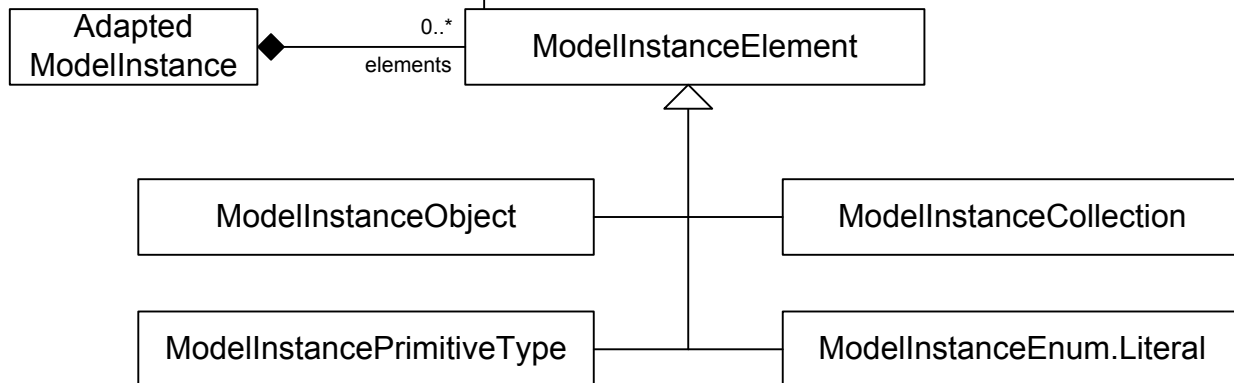 Adapted
ModelInstance
0..*
elements
ModelInstanceElement
ModelInstanceObject
ModelInstanceCollection
ModelInstancePrimitiveType
ModelInstanceEnum.Literal